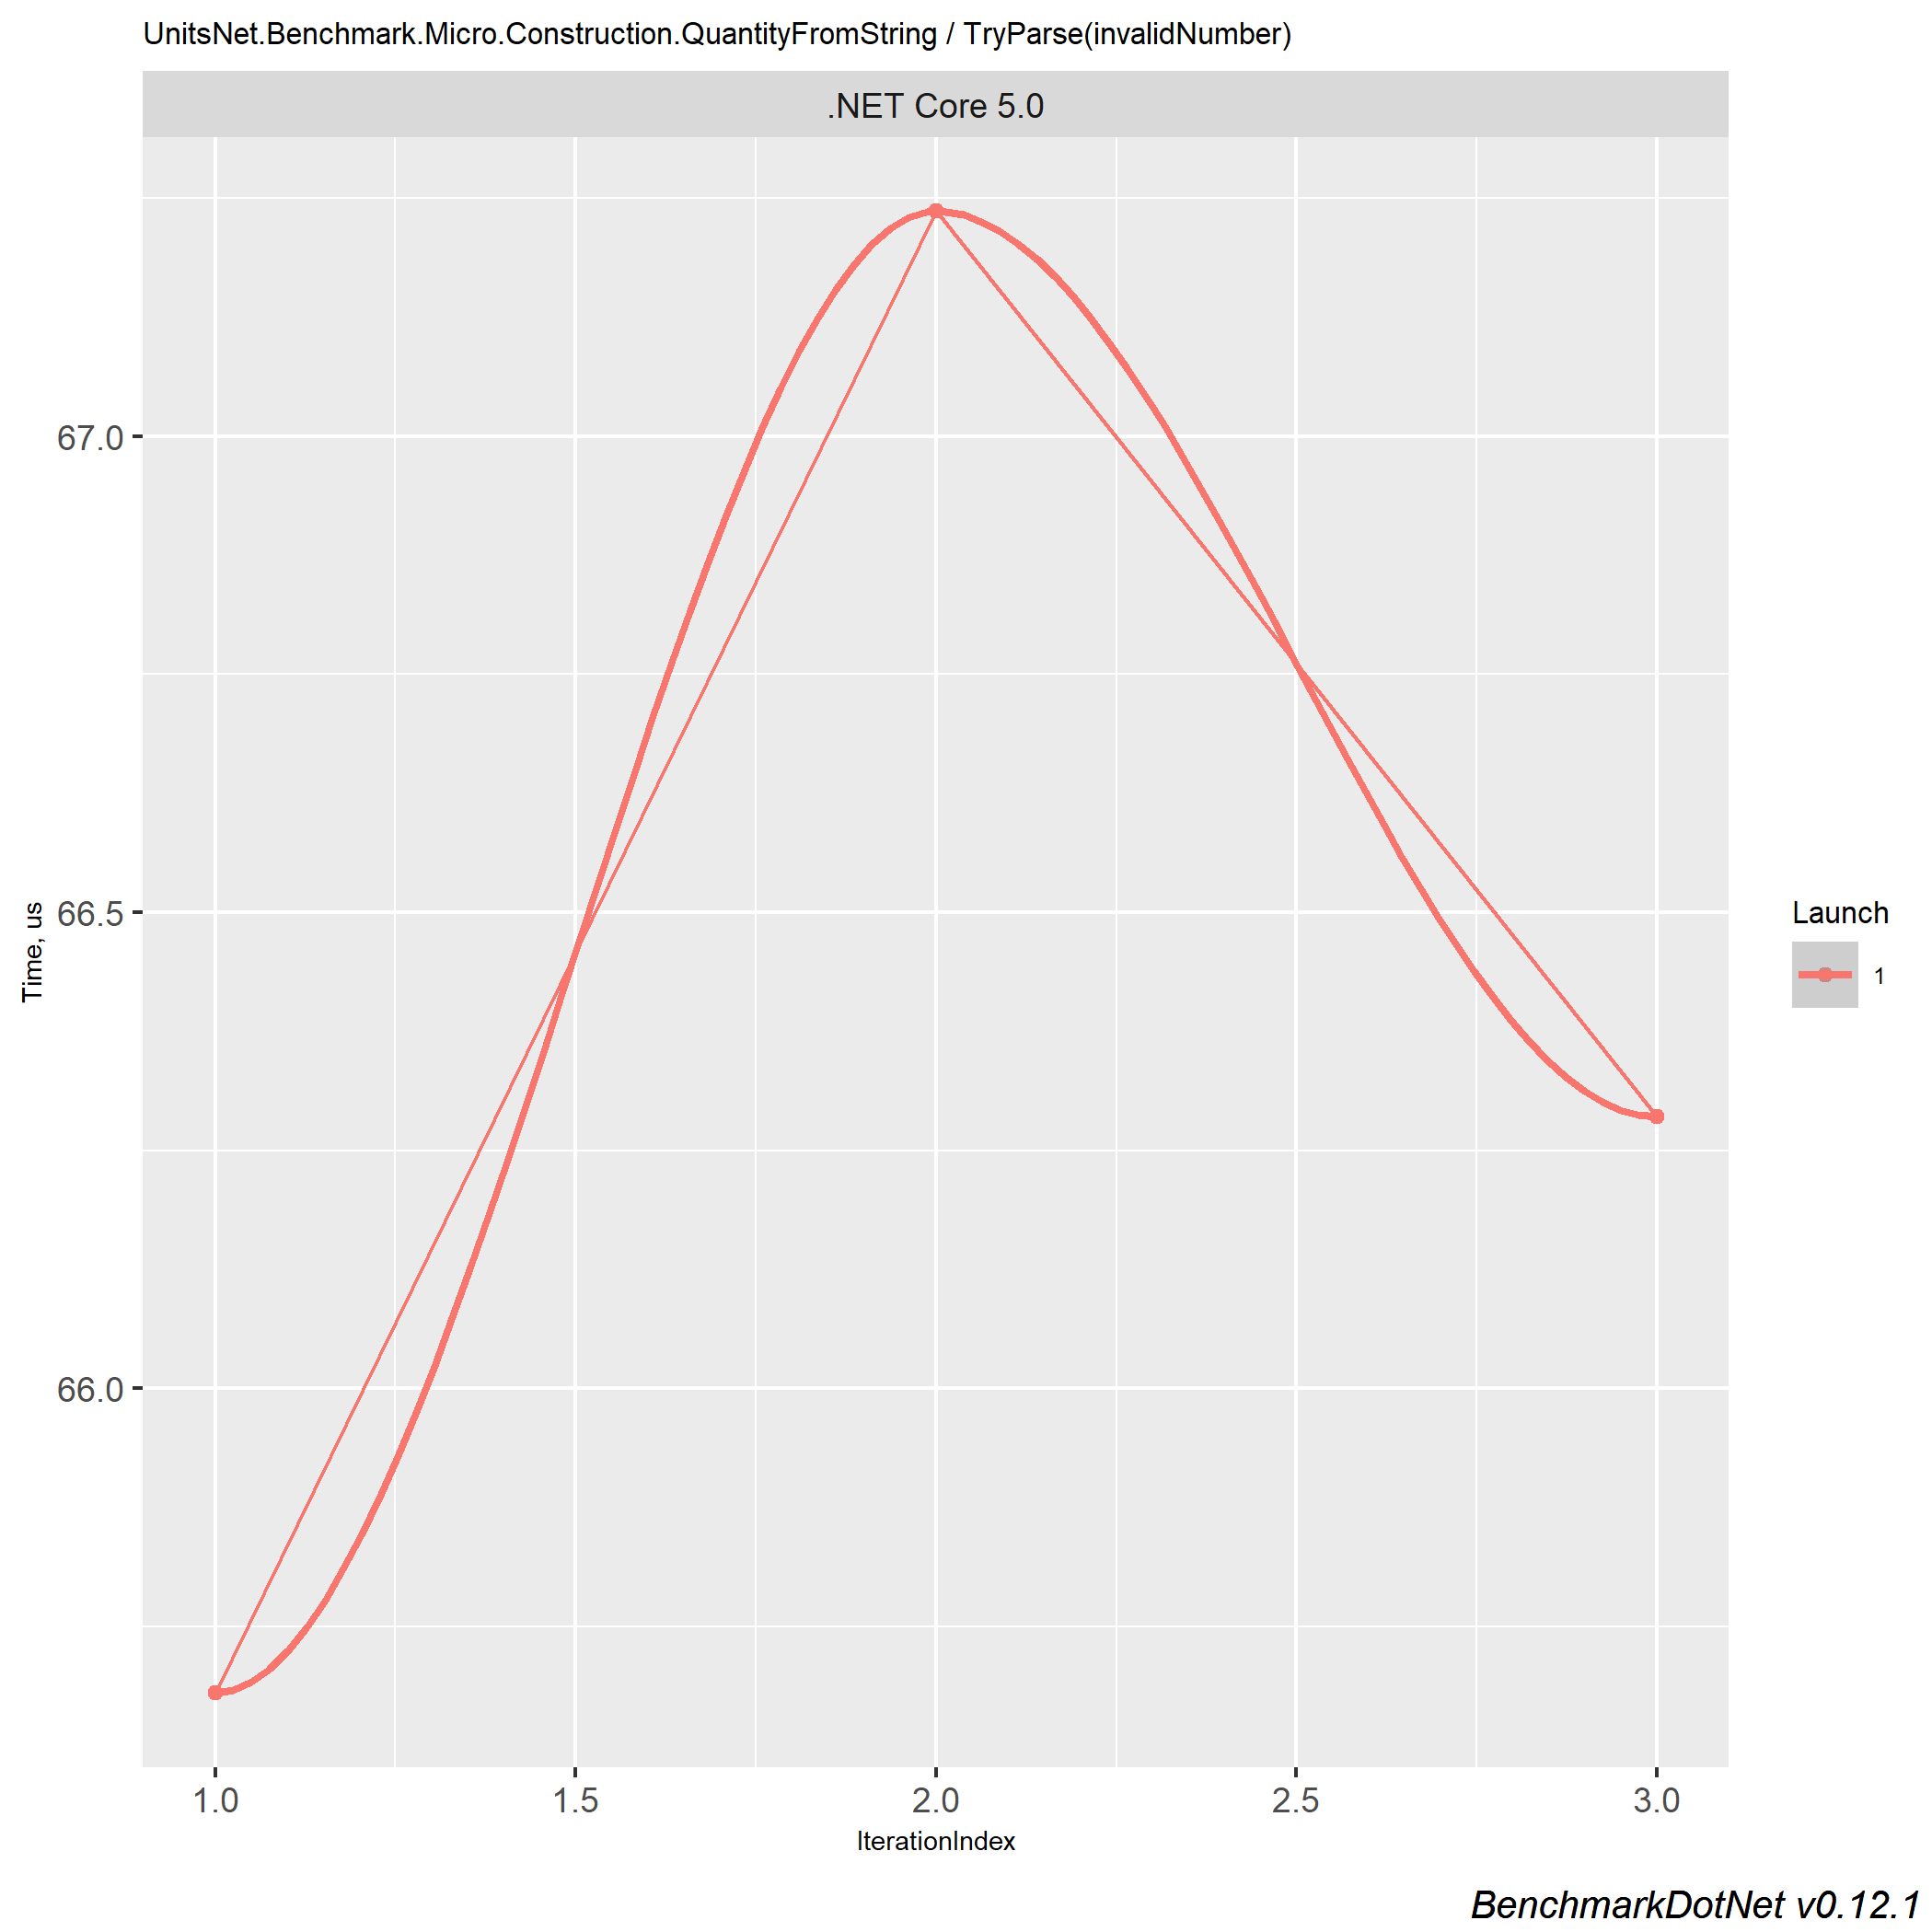 UnitsNet.Benchmark.Micro.Construction.QuantityFromString / TryParse(invalidNumber)
.NET Core 5.0
67.0
66.5
66.0
Time, us
1.0 1.5 2.0 2.5 3.0
IterationIndex
Launch
1
BenchmarkDotNet v0.12.1